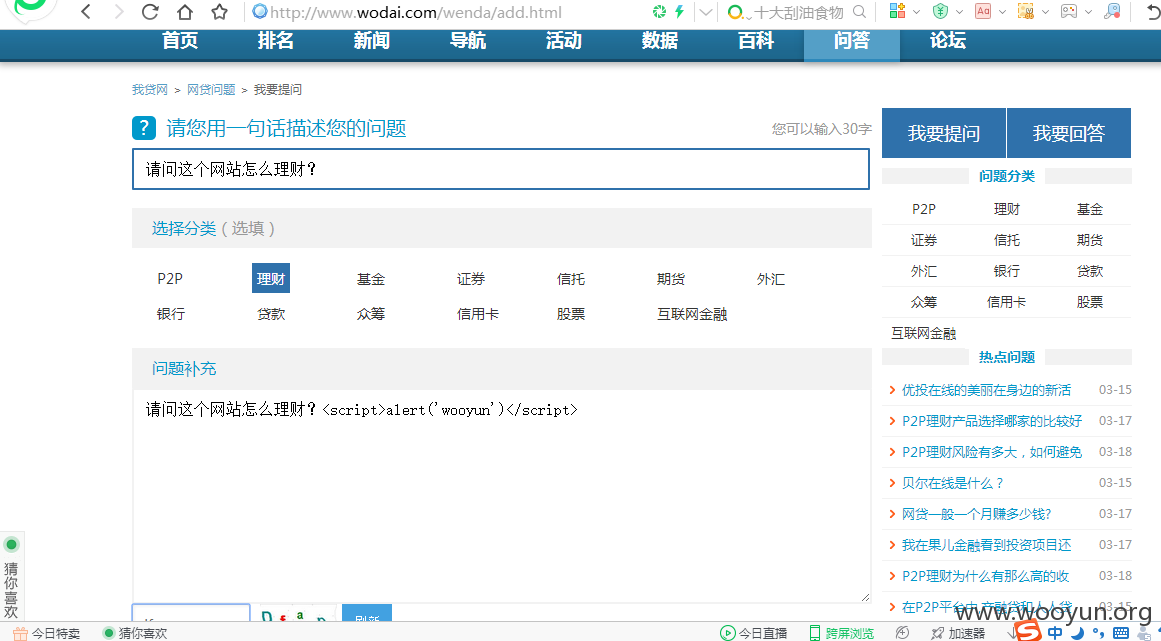 http://www.wodai.com/wenda/add.html
十大刮油食物
首页 排名 新闻 导航 活动 数据 百科 问答 论坛
我贷网 > 网贷问题 > 我要提问
? 请您用一句话描述您的问题 您可以输入30字
请问这个网站怎么理财？
选择分类（选填）
P2P 理财 基金 证券 信托 期货 外汇
银行 贷款 众筹 信用卡 股票 互联网金融
问题补充
请问这个网站怎么理财？<script>alert('wooyun')</script>
刷新
我要提问 我要回答
问题分类
P2P 理财 基金
证券 信托 期货
外汇 银行 贷款
众筹 信用卡 股票
互联网金融
热点问题
优投在线的美丽在身边的新活 03-15
P2P理财产品选择哪家的比较好 03-17
P2P理财风险有多大，如何避免 03-18
贝尔在线是什么？ 03-15
网贷一般一个月赚多少钱? 03-17
我在果儿金融看到投资项目还 03-17
P2P理财为什么有那么高的收 03-18
在P2P平台中 03-15
www.wooyun.org
猜你喜欢
今日特卖 猜你喜欢 今日直播 跨屏浏览 加速器 中